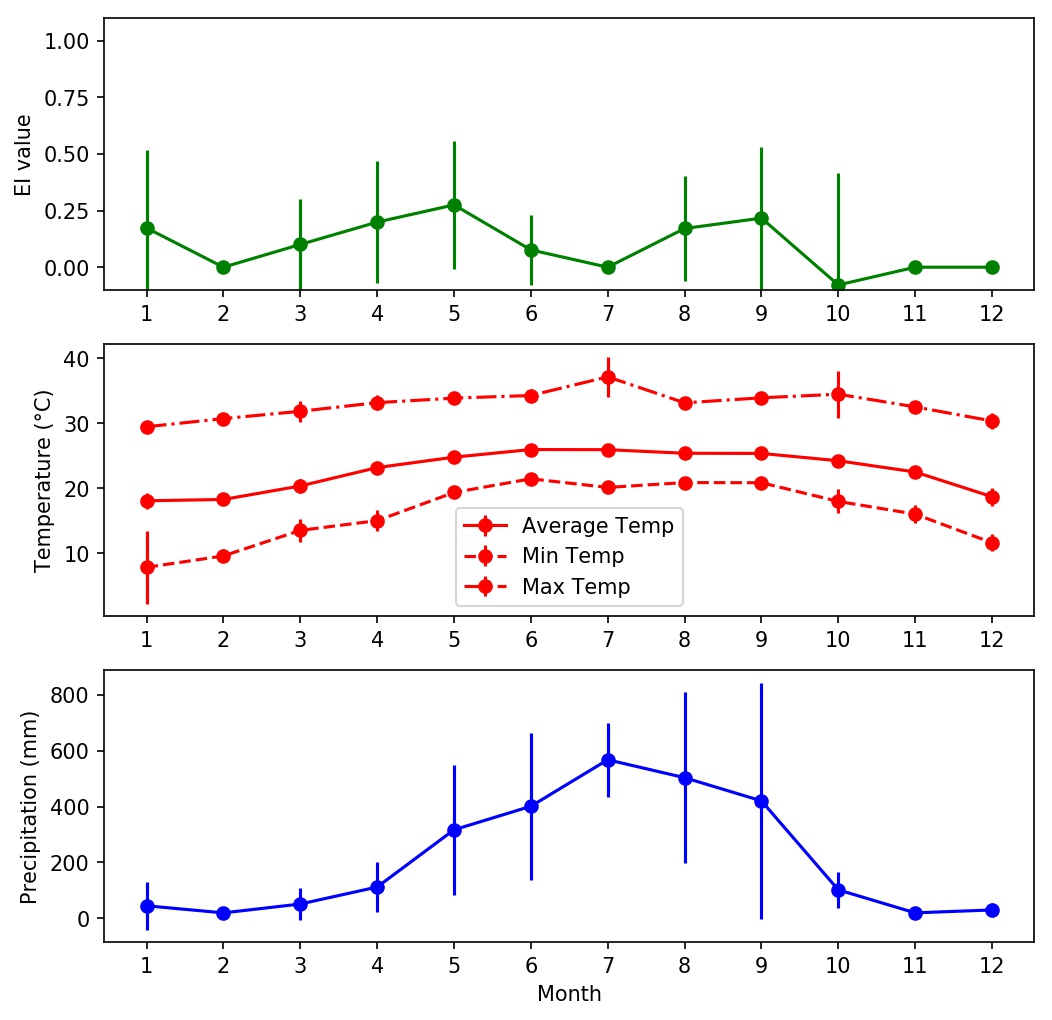 EI value
1.00
0.75
0.50
0.25
0.00
1 2 3 4 5 6 7 8 9 10 11 12
Temperature (°C)
40
30
20
10
Average Temp
Min Temp
Max Temp
1 2 3 4 5 6 7 8 9 10 11 12
Precipitation (mm)
800
600
400
200
0
1 2 3 4 5 6 7 8 9 10 11 12
Month